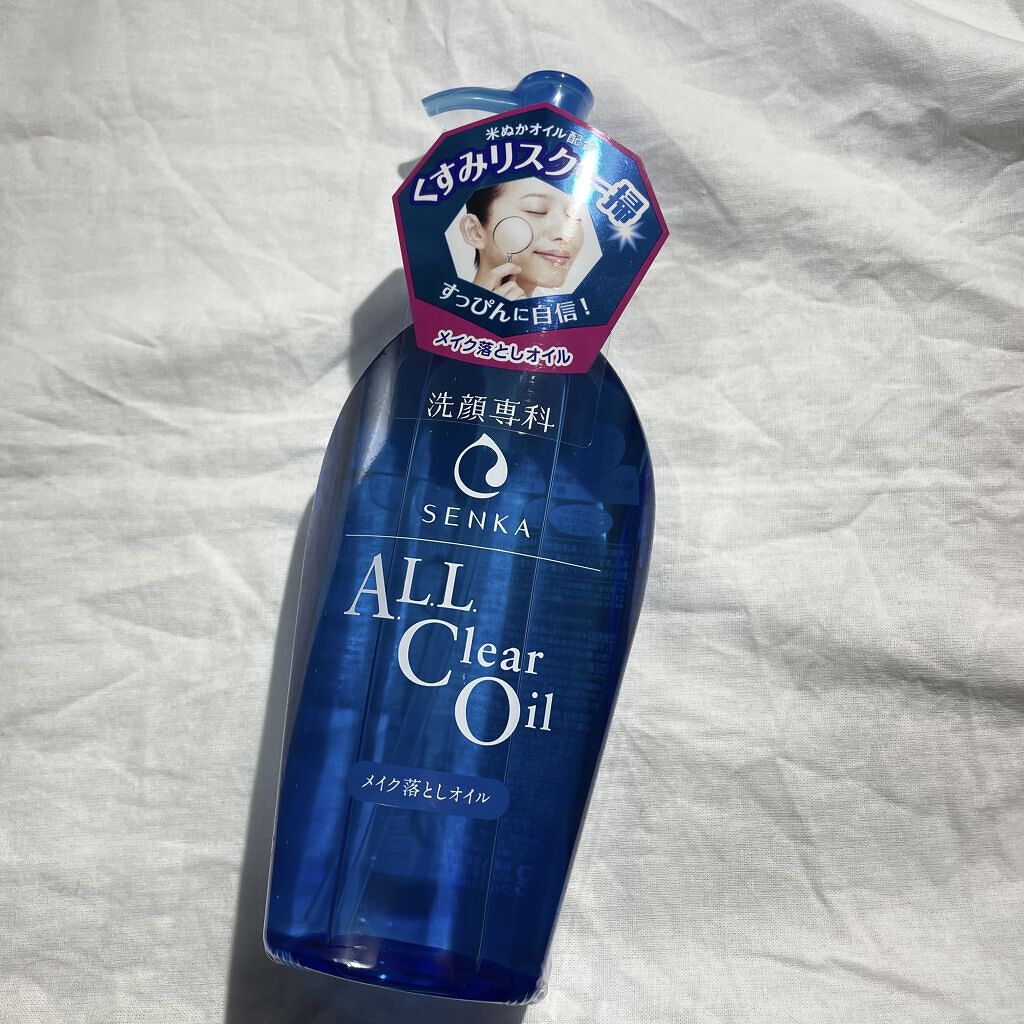 米ぬかオイル配
くすみリスク 一掃
すっぴんに自信!
メイク落としオイル
洗顔専科
SENKA
A.L.L.
Clear
Oil
メイク落としオイル